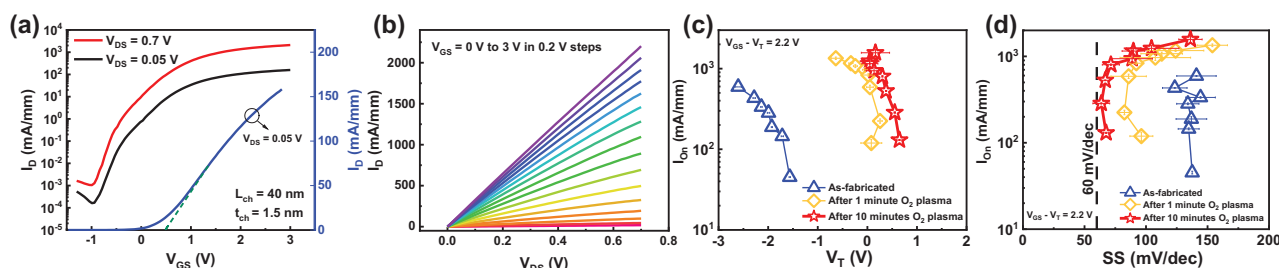 (a)
V_DS = 0.7 V
V_DS = 0.05 V
V_DS = 0.05 V
L_ch = 40 nm
t_ch = 1.5 nm
10^4
10^3
10^2
10^1
10^0
10^-1
10^-2
10^-3
10^-4
10^-5
I_D (mA/mm)
-1 0 1 2 3
V_GS (V)
200
150
100
50
0
I_D (mA/mm)
(b)
V_GS = 0 V to 3 V in 0.2 V steps
2000
1500
1000
500
250
0
I_D (mA/mm)
0.0 0.2 0.4 0.6 0.8
V_DS (V)
(c)
V_GS - V_T = 2.2 V
10^3
10^2
10^1
I_On (mA/mm)
As-fabricated
After 1 minute O_2 plasma
After 10 minutes O_2 plasma
-3 -2 -1 0 1 2
V_T (V)
(d)
10^3
10^2
10^1
I_On (mA/mm)
60 mV/dec
As-fabricated
After 1 minute O_2 plasma
After 10 minutes O_2 plasma
V_GS - V_T = 2.2 V
0 50 100 150 200
SS (mV/dec)